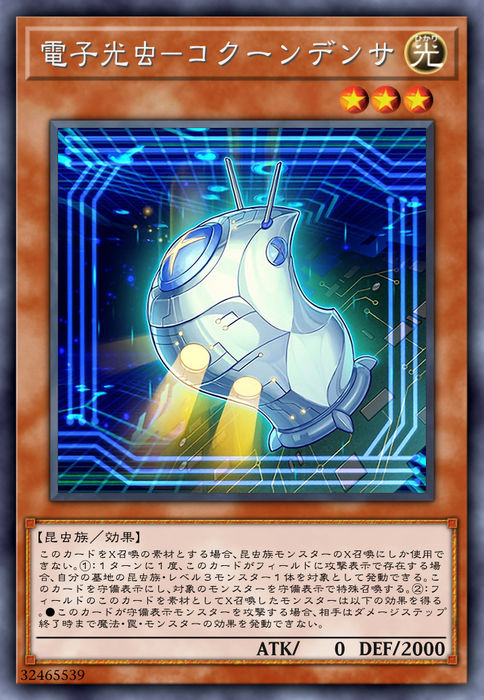 電子光虫－コクーンデンサ
ひかり
光
【昆虫族／効果】
このカードをX召喚の素材とする場合、昆虫族モンスターのX召喚にしか使用で
きない。①：１ターンに１度、このカードがフィールドに攻撃表示で存在する場
合、自分の墓地の昆虫族・レベル３モンスター１体を対象として発動できる。こ
のカードを守備表示にし、対象のモンスターを守備表示で特殊召喚する。②：フ
ィールドのこのカードを素材としてX召喚したモンスターは以下の効果を得
る。●このカードが守備表示モンスターを攻撃する場合、相手はダメージステップ
終了時まで魔法・罠・モンスターの効果を発動できない。
ATK/ 0 DEF/2000
32465539